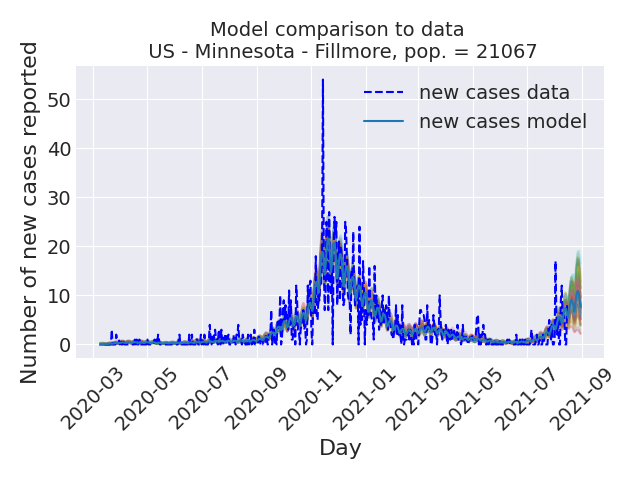 Model comparison to data
US - Minnesota - Fillmore, pop. = 21067
Number of new cases reported
50
40
30
20
10
0
new cases data
new cases model
2020-03
2020-05
2020-07
2020-09
2020-11
2021-01
2021-03
2021-05
2021-07
2021-09
Day